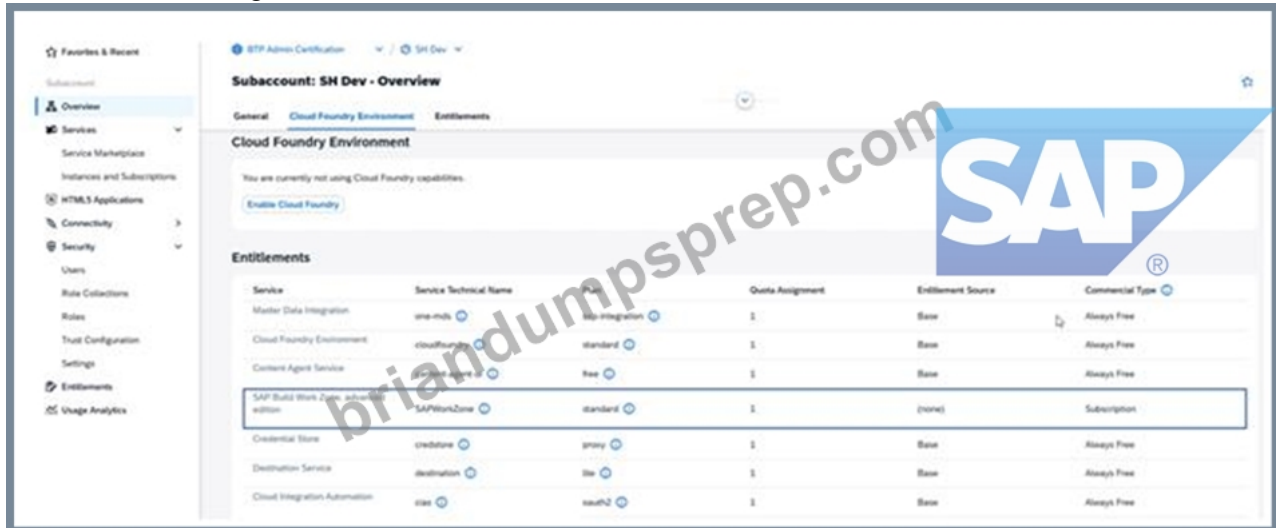 Favorites & Recent
BTP Admin Certification / SH Dev
Subaccount: SH Dev - Overview
Subaccount
Overview
Services
Service Marketplace
Instances and Subscriptions
HTML5 Applications
Connectivity
Security
Users
Role Collections
Roles
Trust Configuration
Settings
Entitlements
Usage Analytics
General Cloud Foundry Environment Entitlements
Cloud Foundry Environment
You are currently not using Cloud Foundry capabilities.
Enable Cloud Foundry
Entitlements
Service Service Technical Name Plan Quota Assignment Entitlement Source Commercial Type
Master Data Integration one-mds sap-integration 1 Base Always Free
Cloud Foundry Environment cloudfoundry standard 1 Base Always Free
Content Agent Service free 1 Base Always Free
SAP Build Work Zone, advanced
edition SAPWorkZone standard 1 (none) Subscription
Credential Store credstore proxy 1 Base Always Free
Destination Service destination lite 1 Base Always Free
Cloud Integration Automation cias oauth2 1 Base Always Free
SAP
®
briandumpsprep.com